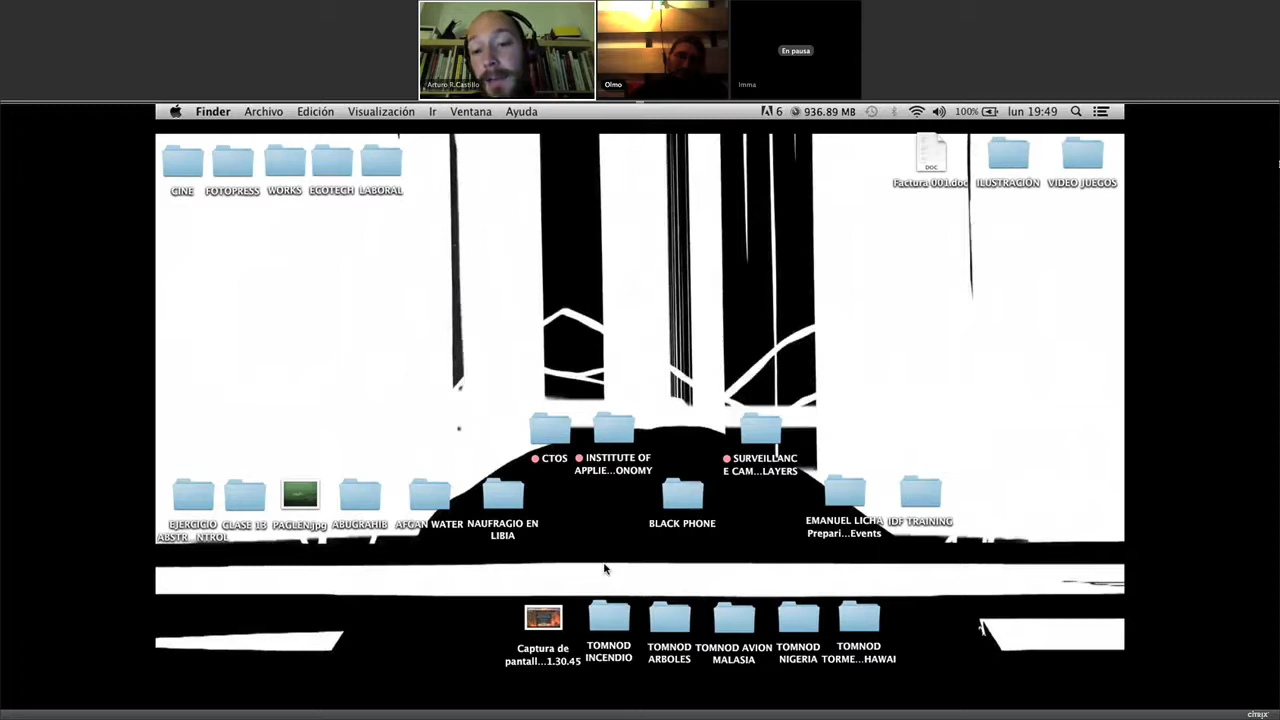 Arturo R.Castillo
Olmo
En pausa
Imma
Finder Archivo Edición Visualización Ir Ventana Ayuda
6 936.89 MB 100% lun 19:49
CINE FOTOPRESS WORKS ECOTECH LABORAL
DOC
Factura 001.doc ILUSTRACIÓN VIDEO JUEGOS
CTOS
INSTITUTE OF
APPLIE...ONOMY
SURVEILLANC
E CAM...LAYERS
EJERCICIO
ABSTR...NTROL
CLASE 13
PAGLEN.jpg
ABUGRAHIB
AFGAN WATER
NAUFRAGIO EN
LIBIA
BLACK PHONE
EMANUEL LICHA
Prepari...Events
IDF TRAINING
Captura de
pantall...1.30.45
TOMNOD
INCENDIO
TOMNOD
ARBOLES
TOMNOD AVION
MALASIA
TOMNOD
NIGERIA
TOMNOD
TORME...HAWAI
CİTRIX